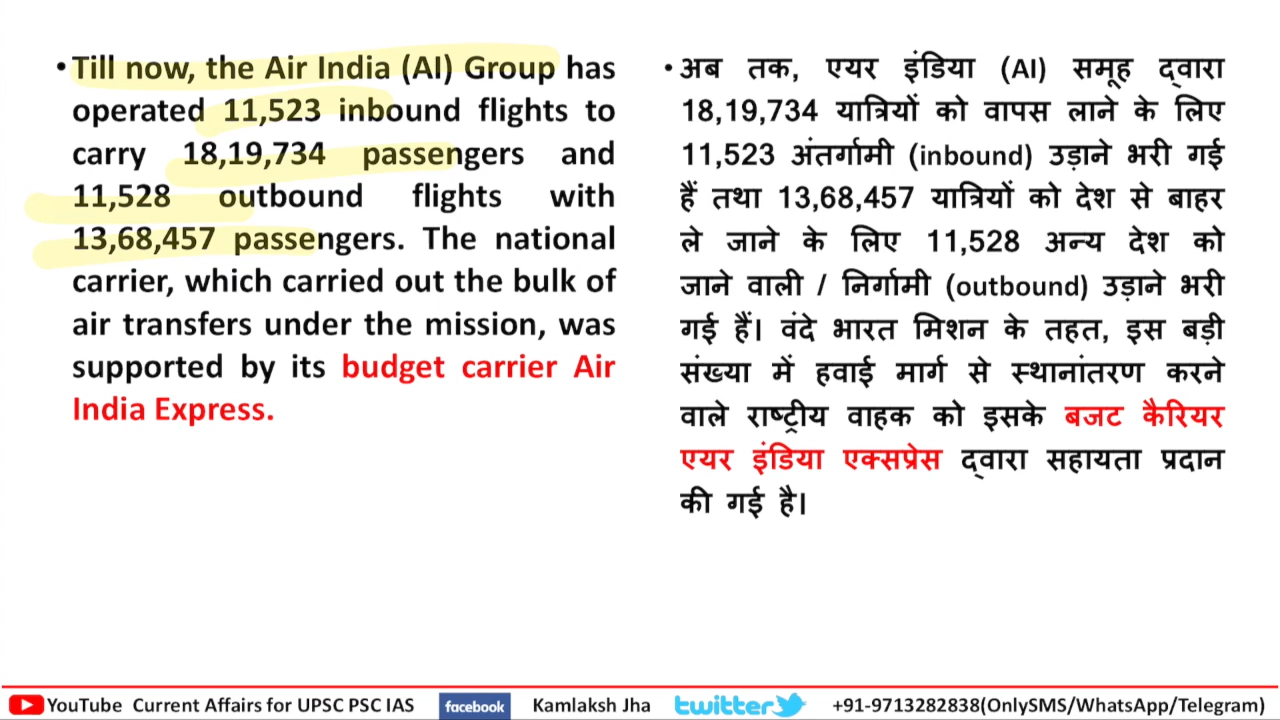 •Till now, the Air India (AI) Group has
operated 11,523 inbound flights to
carry 18,19,734 passengers and
11,528 outbound flights with
13,68,457 passengers. The national
carrier, which carried out the bulk of
air transfers under the mission, was
supported by its budget carrier Air
India Express.
•अब तक, एयर इंडिया (AI) समूह द्वारा
18,19,734 यात्रियों को वापस लाने के लिए
11,523 अंतर्गामी (inbound) उड़ाने भरी गई
हैं तथा 13,68,457 यात्रियों को देश से बाहर
ले जाने के लिए 11,528 अन्य देश को
जाने वाली / निर्गामी (outbound) उड़ाने भरी
गई हैं। वंदे भारत मिशन के तहत, इस बड़ी
संख्या में हवाई मार्ग से स्थानांतरण करने
वाले राष्ट्रीय वाहक को इसके बजट कैरियर
एयर इंडिया एक्सप्रेस द्वारा सहायता प्रदान
की गई है।
YouTube Current Affairs for UPSC PSC IAS facebook Kamlaksh Jha twitter +91-9713282838(OnlySMS/WhatsApp/Telegram)